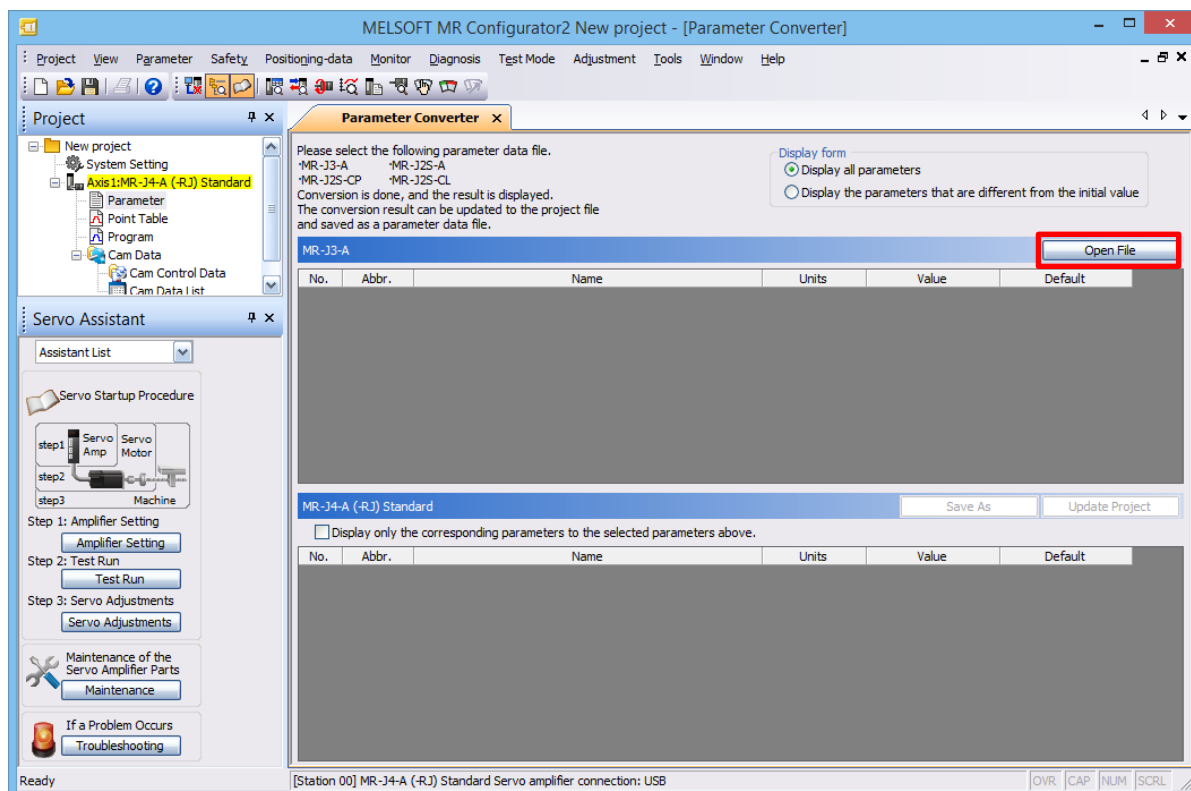 MELSOFT MR Configurator2 New project - [Parameter Converter]
Project View Parameter Safety Positioning-data Monitor Diagnosis Test Mode Adjustment Tools Window Help
Project
New project
System Setting
Axis1:MR-J4-A (-RJ) Standard
Parameter
Point Table
Program
Cam Data
Cam Control Data
Cam Data List
Servo Assistant
Assistant List
Servo Startup Procedure
step1
Servo Amp
Servo Motor
step2
step3
Machine
Step 1: Amplifier Setting
Amplifier Setting
Step 2: Test Run
Test Run
Step 3: Servo Adjustments
Servo Adjustments
Maintenance of the
Servo Amplifier Parts
Maintenance
If a Problem Occurs
Troubleshooting
Parameter Converter
Please select the following parameter data file.
･MR-J3-A ･MR-J2S-A
･MR-J2S-CP ･MR-J2S-CL
Conversion is done, and the result is displayed.
The conversion result can be updated to the project file
and saved as a parameter data file.
Display form
Display all parameters
Display the parameters that are different from the initial value
MR-J3-A
Open File
No. Abbr. Name Units Value Default
MR-J4-A (-RJ) Standard
Save As
Update Project
Display only the corresponding parameters to the selected parameters above.
No. Abbr. Name Units Value Default
Ready
[Station 00] MR-J4-A (-RJ) Standard Servo amplifier connection: USB
OVR CAP NUM SCRL